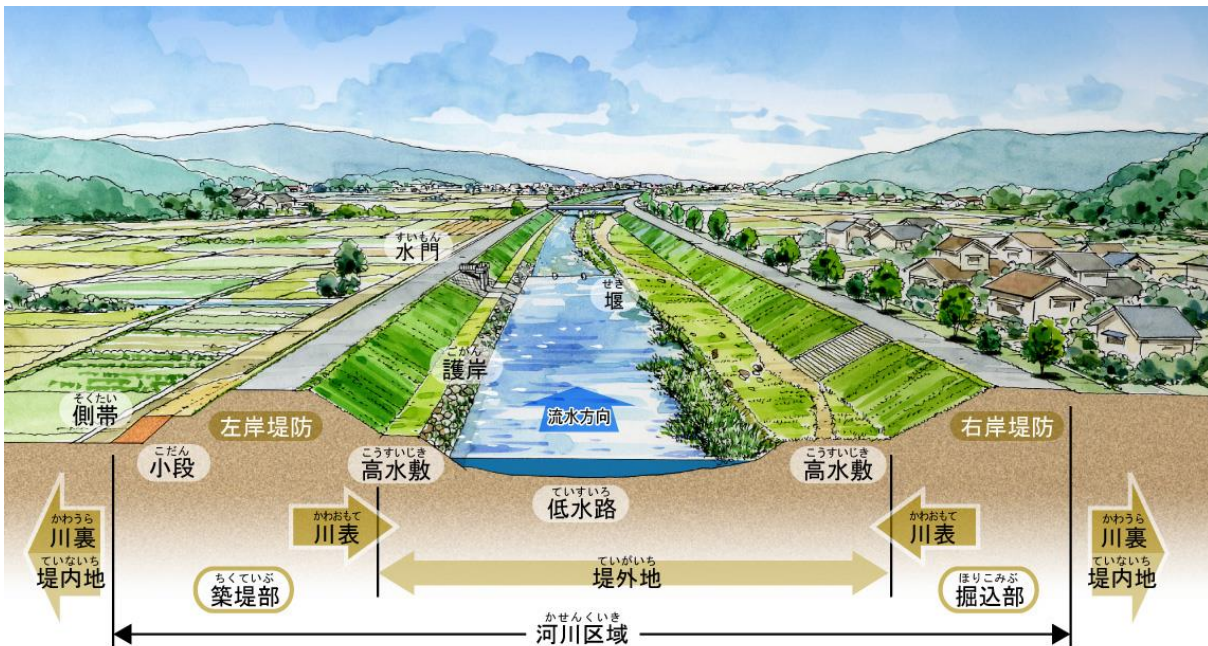 すいもん
水門
せき
堰
ごがん
護岸
流水方向
そくたい
側帯
左岸堤防
右岸堤防
こだん
小段
こうすいじき
高水敷
こうすいじき
高水敷
ていすいろ
低水路
かわうら
川裏
かわおもて
川表
かわおもて
川表
かわうら
川裏
ていないち
堤内地
ていがいち
堤外地
ていないち
堤内地
ちくていぶ
築堤部
ほりこみぶ
掘込部
かせんくいき
河川区域